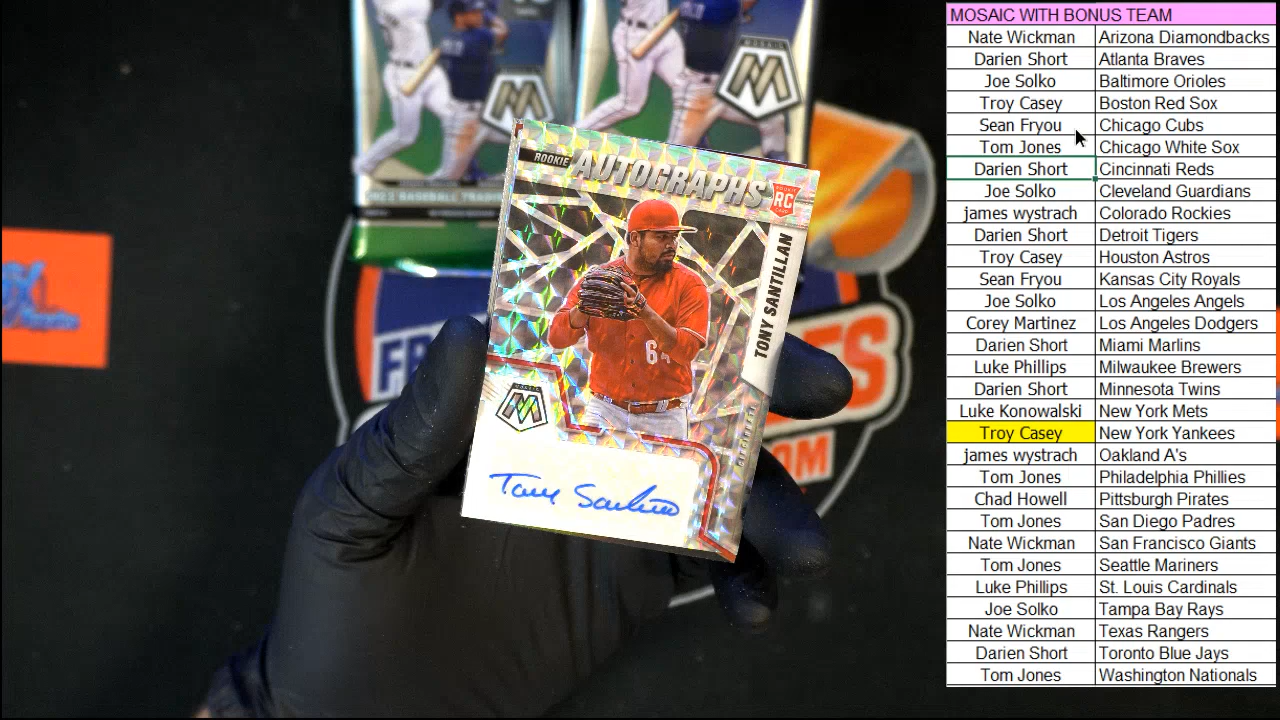 MOSAIC WITH BONUS TEAM
Nate Wickman Arizona Diamondbacks
Darien Short Atlanta Braves
Joe Solko Baltimore Orioles
Troy Casey Boston Red Sox
Sean Fryou Chicago Cubs
Tom Jones Chicago White Sox
Darien Short Cincinnati Reds
Joe Solko Cleveland Guardians
james wystrach Colorado Rockies
Darien Short Detroit Tigers
Troy Casey Houston Astros
Sean Fryou Kansas City Royals
Joe Solko Los Angeles Angels
Corey Martinez Los Angeles Dodgers
Darien Short Miami Marlins
Luke Phillips Milwaukee Brewers
Darien Short Minnesota Twins
Luke Konowalski New York Mets
Troy Casey New York Yankees
james wystrach Oakland A's
Tom Jones Philadelphia Phillies
Chad Howell Pittsburgh Pirates
Tom Jones San Diego Padres
Nate Wickman San Francisco Giants
Tom Jones Seattle Mariners
Luke Phillips St. Louis Cardinals
Joe Solko Tampa Bay Rays
Nate Wickman Texas Rangers
Darien Short Toronto Blue Jays
Tom Jones Washington Nationals
ROOKIE AUTOGRAPHS
ROOKIE
RC
TONY SANTILLAN
64
MOSAIC
CINCINNATI
Tony Santillan